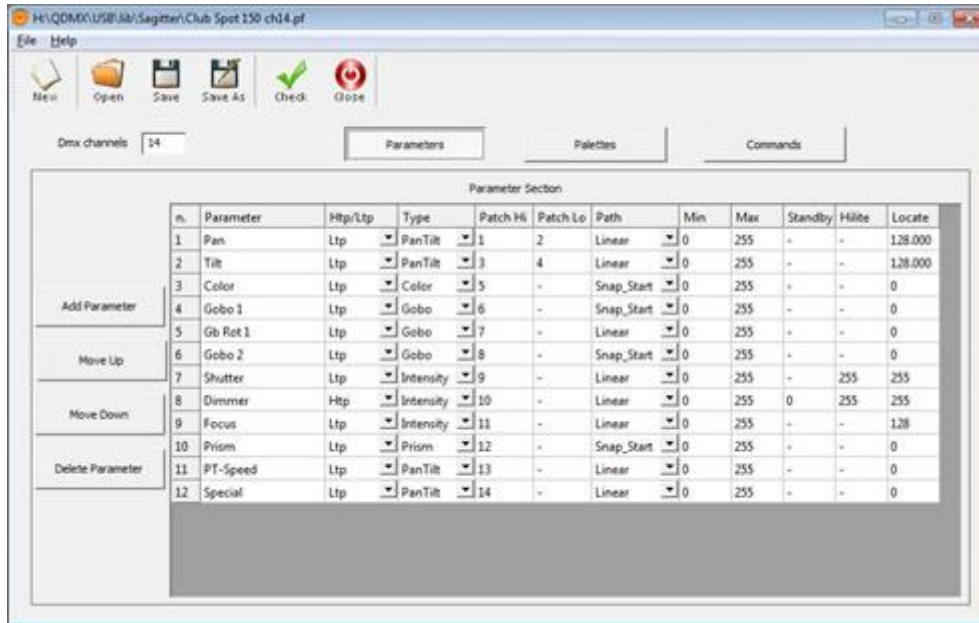 H:\QDMX\USB\lib\Sagitter\Club Spot 150 ch14.pf
File Help
New Open Save Save As Check Close
Dmx channels 14 Parameters Palettes Commands
Parameter Section
n. Parameter Htp/Ltp Type Patch Hi Patch Lo Path Min Max Standby Hilite Locate
1 Pan Ltp PanTilt 1 2 Linear 0 255 - - 128.000
2 Tilt Ltp PanTilt 3 4 Linear 0 255 - - 128.000
3 Color Ltp Color 5 - Snap_Start 0 255 - - 0
Add Parameter 4 Gobo 1 Ltp Gobo 6 - Snap_Start 0 255 - - 0
5 Gb Rot 1 Ltp Gobo 7 - Linear 0 255 - - 0
Move Up 6 Gobo 2 Ltp Gobo 8 - Snap_Start 0 255 - - 0
7 Shutter Ltp Intensity 9 - Linear 0 255 - 255 255
8 Dimmer Htp Intensity 10 - Linear 0 255 0 255 255
Move Down 9 Focus Ltp Intensity 11 - Linear 0 255 - - 128
10 Prism Ltp Prism 12 - Snap_Start 0 255 - - 0
Delete Parameter 11 PT-Speed Ltp PanTilt 13 - Linear 0 255 - - 0
12 Special Ltp PanTilt 14 - Linear 0 255 - - 0